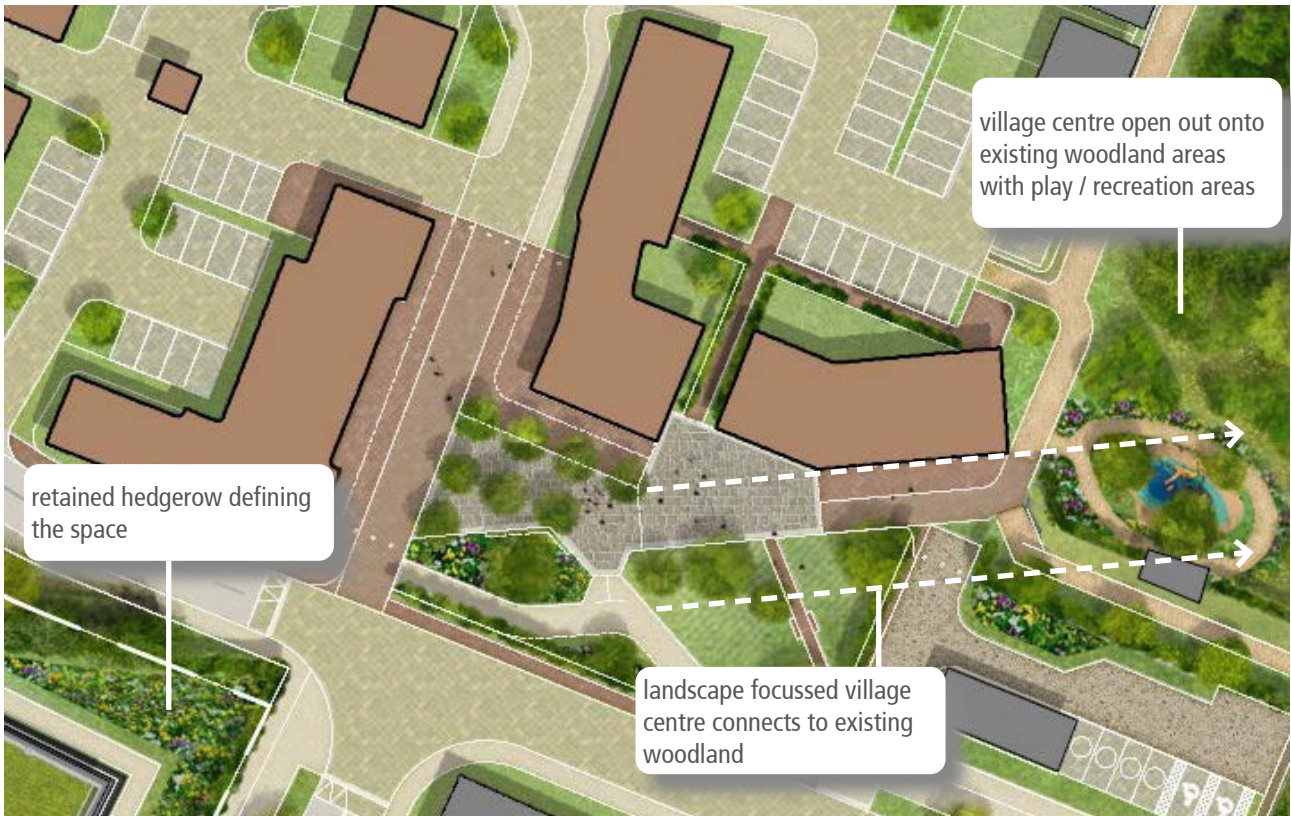 village centre open out onto
existing woodland areas
with play / recreation areas
retained hedgerow defining
the space
landscape focussed village
centre connects to existing
woodland